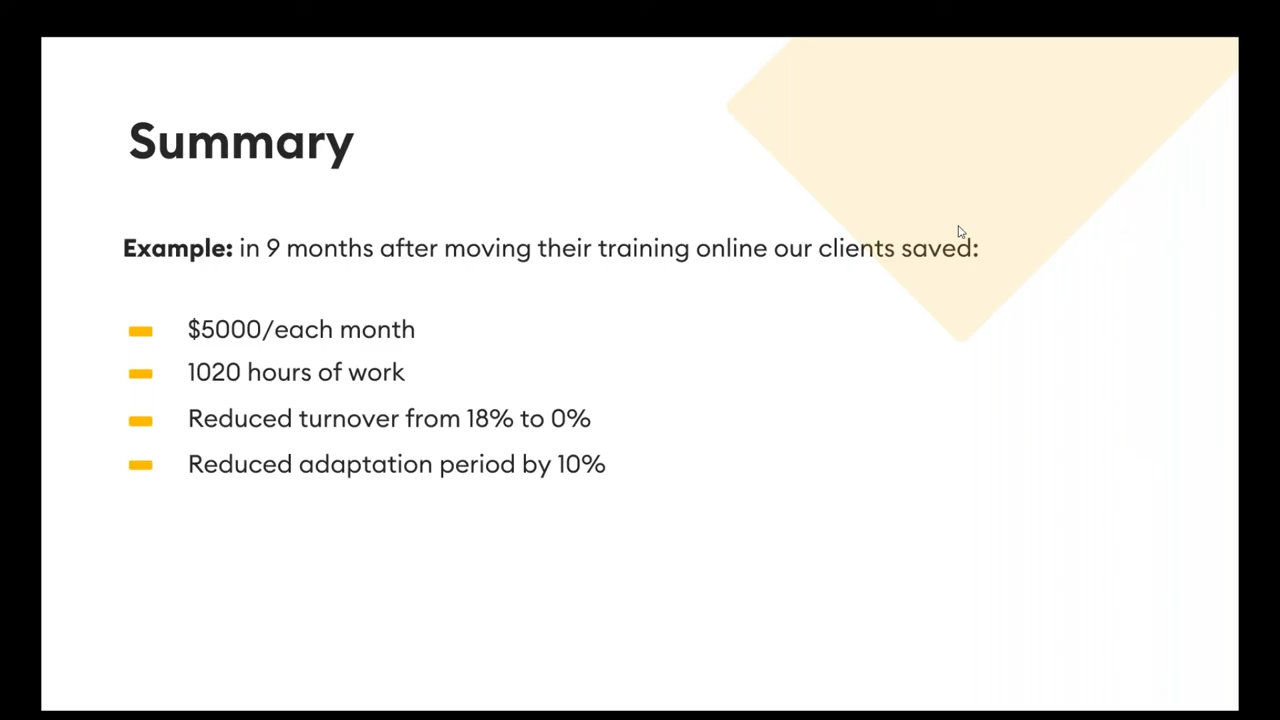 Summary
Example: in 9 months after moving their training online our clients saved:
$5000/each month
1020 hours of work
Reduced turnover from 18% to 0%
Reduced adaptation period by 10%